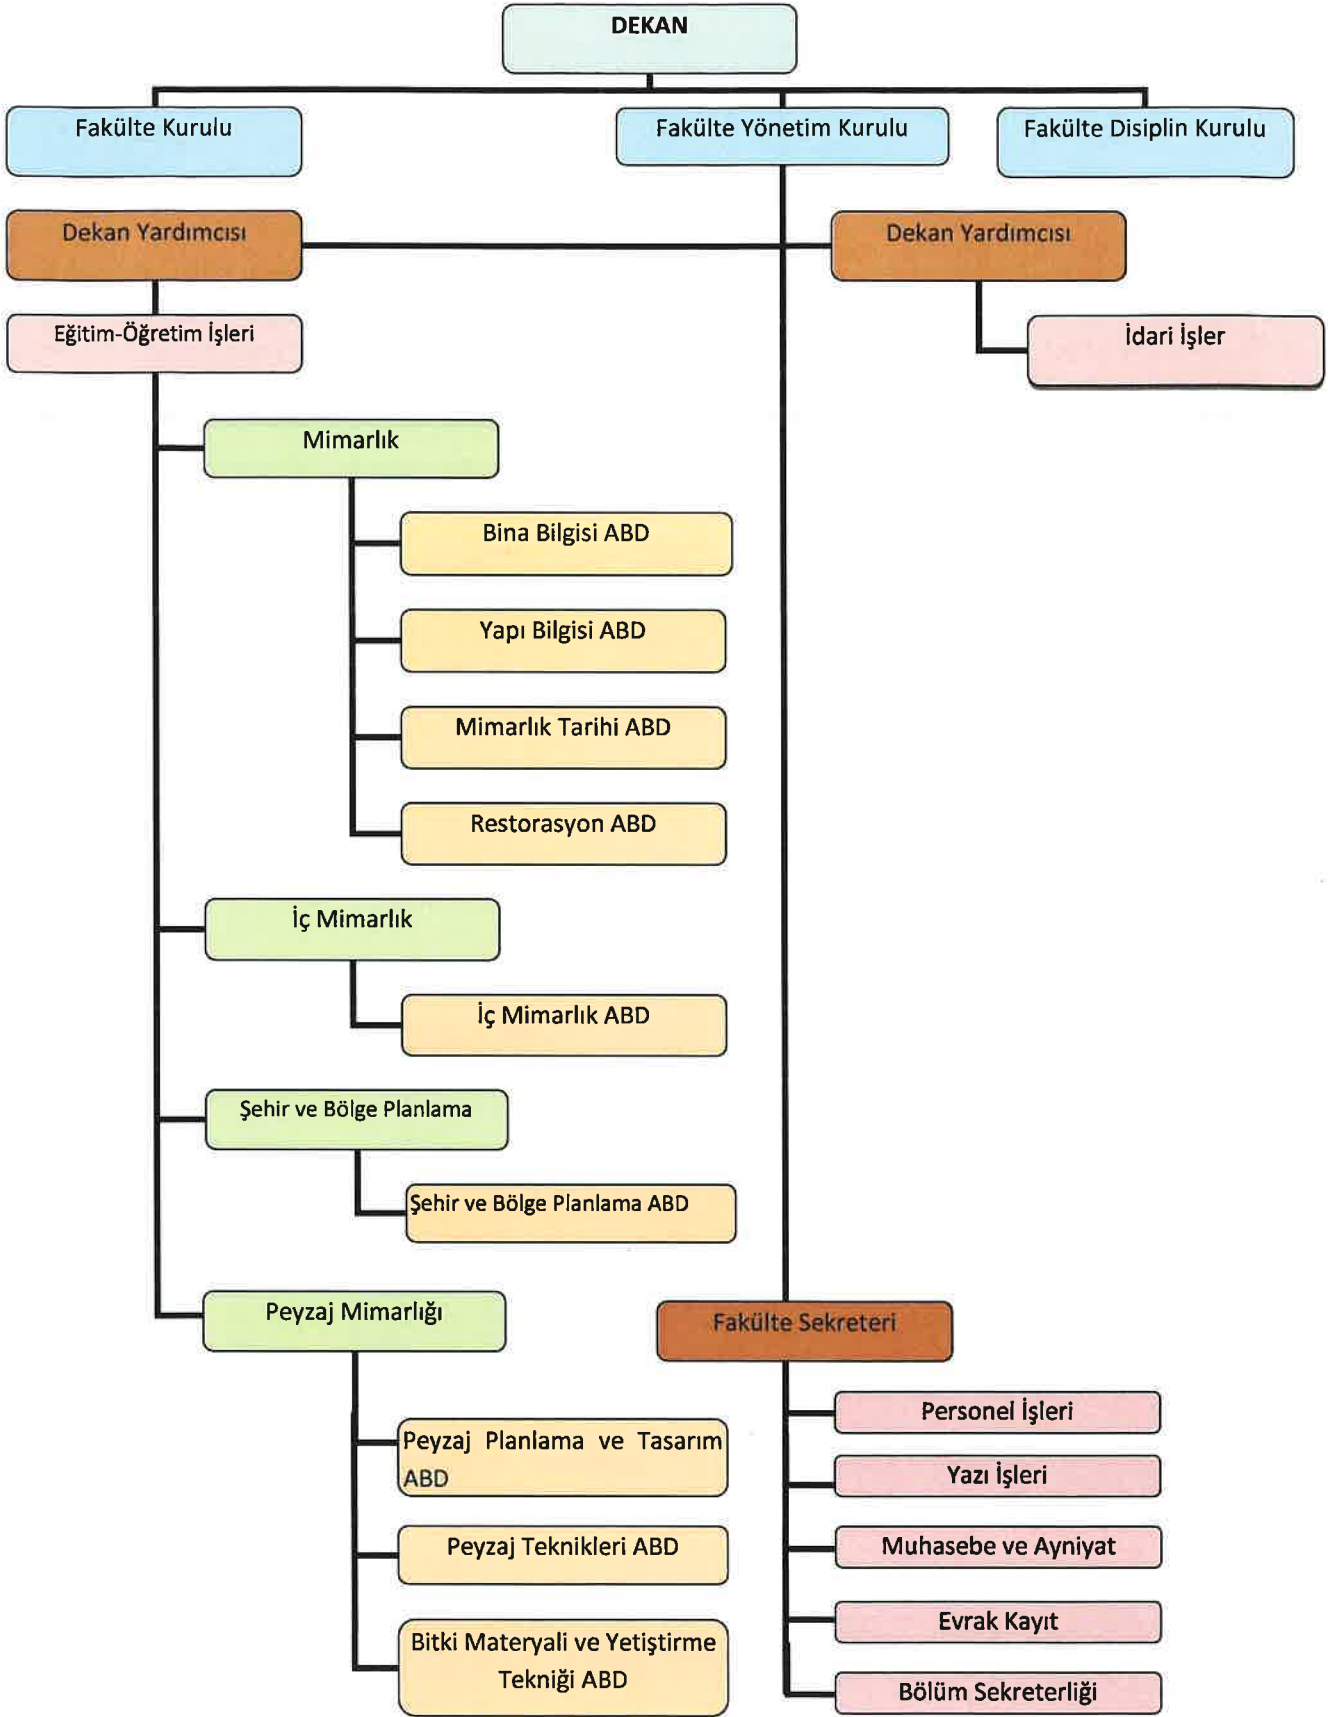 DEKAN
Fakülte Kurulu
Fakülte Yönetim Kurulu
Fakülte Disiplin Kurulu
Dekan Yardımcısı
Dekan Yardımcısı
Eğitim-Öğretim İşleri
İdari İşler
Mimarlık
Bina Bilgisi ABD
Yapı Bilgisi ABD
Mimarlık Tarihi ABD
Restorasyon ABD
İç Mimarlık
İç Mimarlık ABD
Şehir ve Bölge Planlama
Şehir ve Bölge Planlama ABD
Peyzaj Mimarlığı
Peyzaj Planlama ve Tasarım
ABD
Peyzaj Teknikleri ABD
Bitki Materyali ve Yetiştirme
Tekniği ABD
Fakülte Sekreteri
Personel İşleri
Yazı İşleri
Muhasebe ve Ayniyat
Evrak Kayıt
Bölüm Sekreterliği